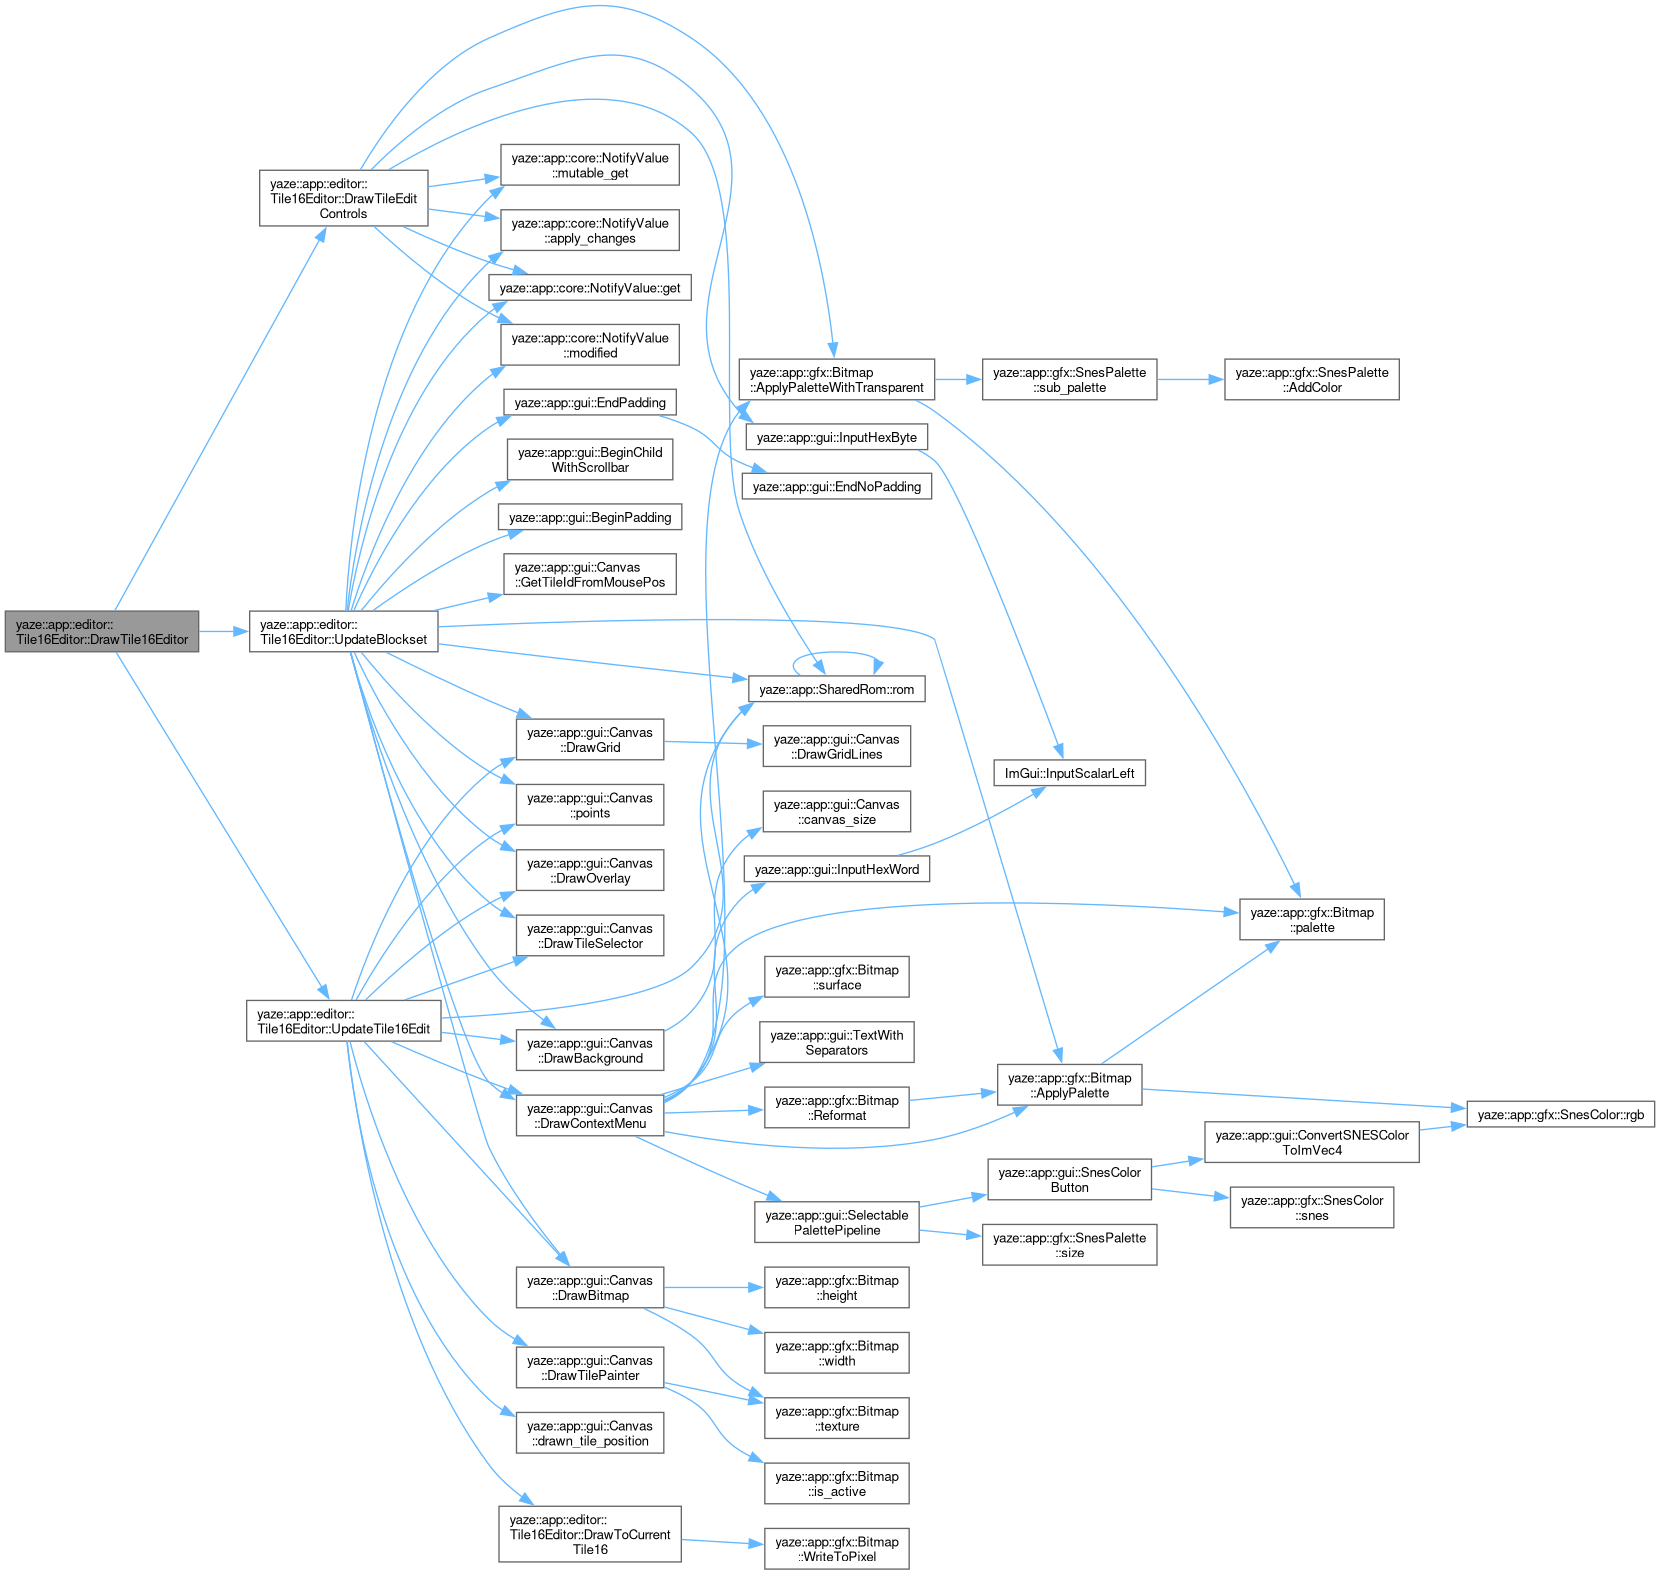 yaze::app::editor::
Tile16Editor::DrawTile16Editor
yaze::app::editor::
Tile16Editor::DrawTileEdit
Controls
yaze::app::editor::
Tile16Editor::UpdateBlockset
yaze::app::editor::
Tile16Editor::UpdateTile16Edit
yaze::app::core::NotifyValue
::mutable_get
yaze::app::core::NotifyValue
::apply_changes
yaze::app::core::NotifyValue::get
yaze::app::core::NotifyValue
::modified
yaze::app::gui::EndPadding
yaze::app::gui::BeginChild
WithScrollbar
yaze::app::gui::BeginPadding
yaze::app::gui::Canvas
::GetTileIdFromMousePos
yaze::app::gui::Canvas
::DrawGrid
yaze::app::gui::Canvas
::points
yaze::app::gui::Canvas
::DrawOverlay
yaze::app::gui::Canvas
::DrawTileSelector
yaze::app::gui::Canvas
::DrawBackground
yaze::app::gui::Canvas
::DrawContextMenu
yaze::app::gui::Canvas
::DrawBitmap
yaze::app::gui::Canvas
::DrawTilePainter
yaze::app::gui::Canvas
::drawn_tile_position
yaze::app::editor::
Tile16Editor::DrawToCurrent
Tile16
yaze::app::gfx::Bitmap
::ApplyPaletteWithTransparent
yaze::app::gui::InputHexByte
yaze::app::gui::EndNoPadding
yaze::app::SharedRom::rom
yaze::app::gui::Canvas
::DrawGridLines
yaze::app::gui::Canvas
::canvas_size
yaze::app::gui::InputHexWord
yaze::app::gfx::Bitmap
::surface
yaze::app::gui::TextWith
Separators
yaze::app::gfx::Bitmap
::Reformat
yaze::app::gui::Selectable
PalettePipeline
yaze::app::gfx::Bitmap
::height
yaze::app::gfx::Bitmap
::width
yaze::app::gfx::Bitmap
::texture
yaze::app::gfx::Bitmap
::is_active
yaze::app::gfx::Bitmap
::WriteToPixel
yaze::app::gfx::SnesPalette
::sub_palette
ImGui::InputScalarLeft
yaze::app::gfx::Bitmap
::ApplyPalette
yaze::app::gui::SnesColor
Button
yaze::app::gfx::SnesPalette
::size
yaze::app::gfx::SnesPalette
::AddColor
yaze::app::gfx::Bitmap
::palette
yaze::app::gui::ConvertSNESColor
ToImVec4
yaze::app::gfx::SnesColor
::snes
yaze::app::gfx::SnesColor::rgb